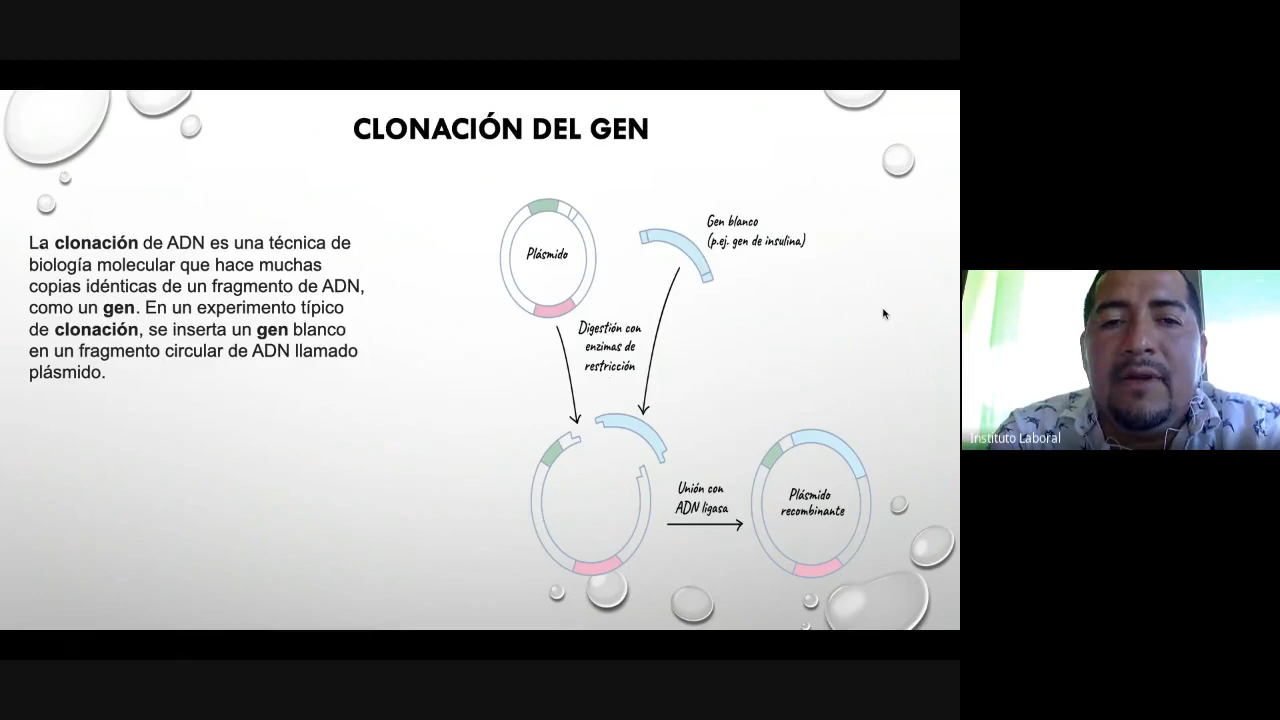 CLONACIÓN DEL GEN
La clonación de ADN es una técnica de
biología molecular que hace muchas
copias idénticas de un fragmento de ADN,
como un gen. En un experimento típico
de clonación, se inserta un gen blanco
en un fragmento circular de ADN llamado
plásmido.
Plásmido
Gen blanco
(p.ej. gen de insulina)
Digestión con
enzimas de
restricción
Unión con
ADN ligasa
Plásmido
recombinante
Instituto Laboral